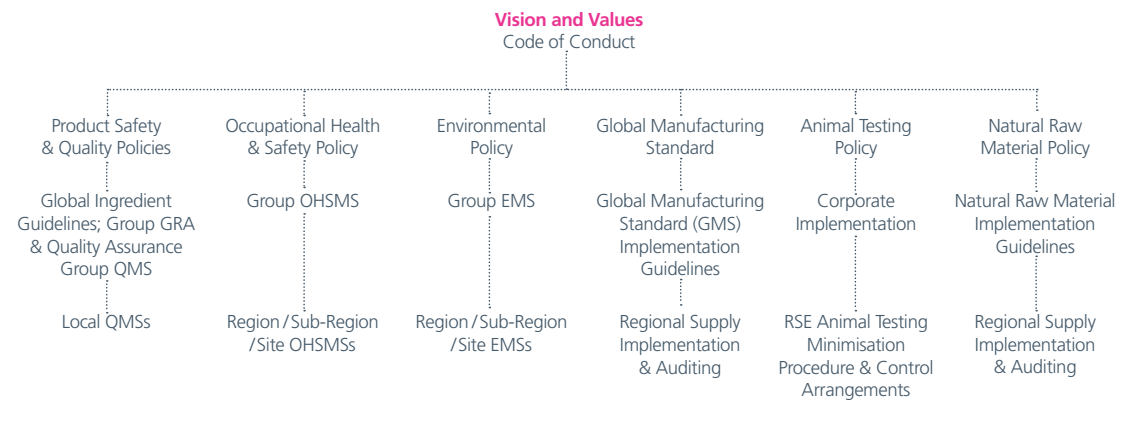 Vision and Values
Code of Conduct
Product Safety
& Quality Policies
Occupational Health
& Safety Policy
Environmental
Policy
Global Manufacturing
Standard
Animal Testing
Policy
Natural Raw
Material Policy
Global Ingredient
Guidelines; Group GRA
& Quality Assurance
Group QMS
Group OHSMS
Group EMS
Global Manufacturing
Standard (GMS)
Implementation
Guidelines
Corporate
Implementation
Natural Raw Material
Implementation
Guidelines
Local QMSs
Region/Sub-Region
/Site OHSMSs
Region/Sub-Region
/Site EMSs
Regional Supply
Implementation
& Auditing
RSE Animal Testing
Minimisation
Procedure & Control
Arrangements
Regional Supply
Implementation
& Auditing